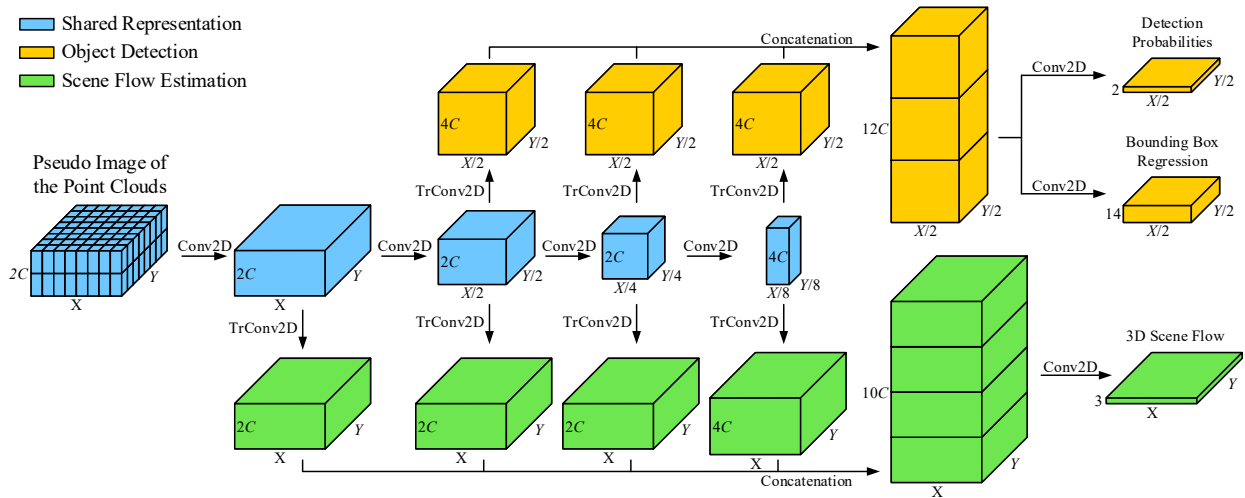 Shared Representation
Object Detection
Scene Flow Estimation
Concatenation
Detection
Probabilities
4C
4C
4C
12C
Conv2D
2
X/2
Y/2
X/2
Y/2
X/2
Y/2
X/2
Y/2
Pseudo Image of
the Point Clouds
TrConv2D
TrConv2D
TrConv2D
Bounding Box
Regression
Conv2D
14
X/2
Y/2
X/2
Y/2
2C
X
Y
Conv2D
2C
X
Y
Conv2D
2C
X/2
Y/2
Conv2D
2C
X/4
Y/4
Conv2D
4C
X/8
Y/8
TrConv2D
TrConv2D
TrConv2D
TrConv2D
3D Scene Flow
2C
X
Y
2C
X
Y
2C
X
Y
4C
X
Y
10C
X
Y
Conv2D
3
X
Y
Concatenation